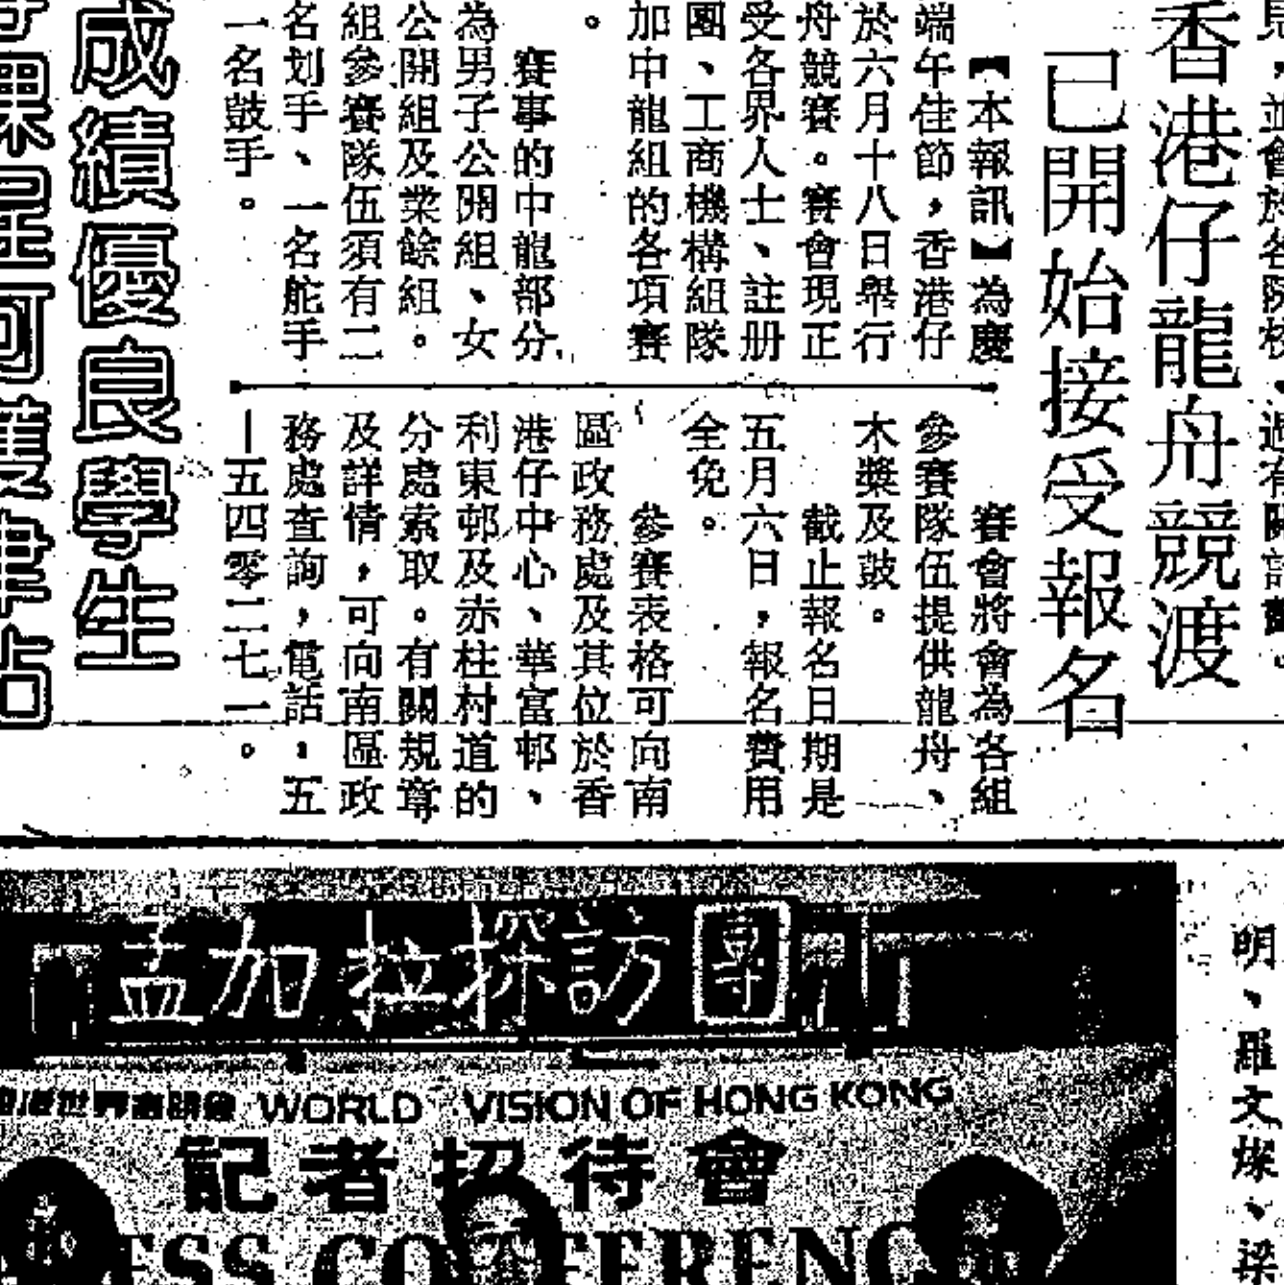 香港仔龍舟競渡
已開始接受報名
【本報訊】為慶
端午佳節，香港仔
於六月十八日舉行
舟競賽。賽會現正
受各界人士、註册
團、工商機構組隊
加中龍組的各項賽
。
賽事的中龍部分
為男子公開組、女
公開組及業餘組。
組參賽隊伍須有二
名划手、一名舵手
一名鼓手。
賽會將會為各組
參賽隊伍提供龍舟、
木槳及鼓。
截止報名日期是
五月六日，報名費用
全免。
參賽表格可向南
區政務處及其位於香
港仔中心、華富邨、
利東邨及赤柱村道的
分處索取。有關規章
及詳情，可向南區政
務處查詢，電話：五
—五四零二七一。
成績優良學生
孟加拉探訪團
WORLD VISION OF HONG KONG
記者招待會
明、羅文燦、梁